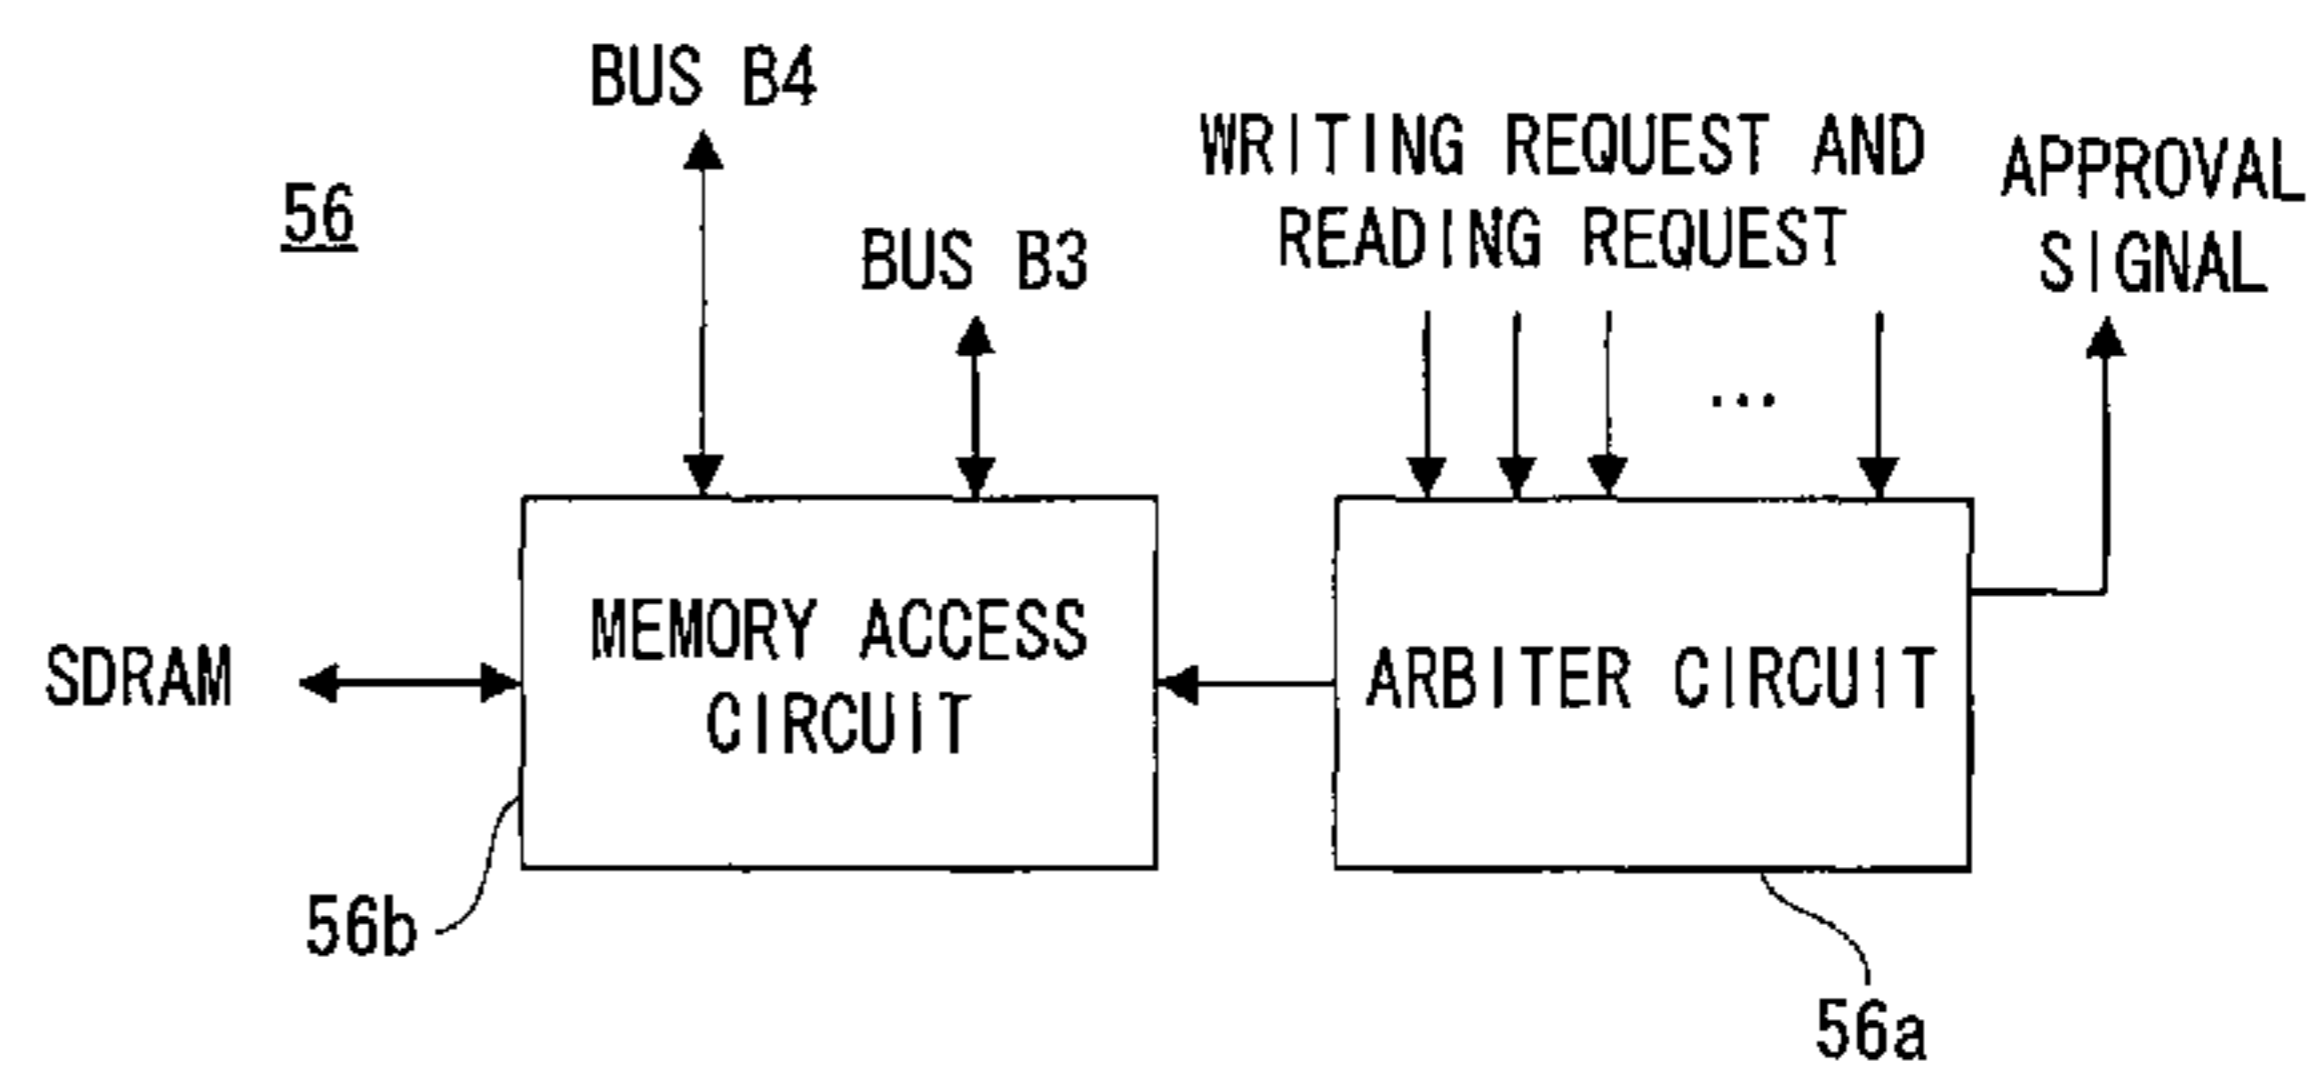 BUS B4
56
BUS B3
WRITING REQUEST AND
READING REQUEST
...
APPROVAL
SIGNAL
SDRAM
MEMORY ACCESS
CIRCUIT
ARBITER CIRCUIT
56b
56a